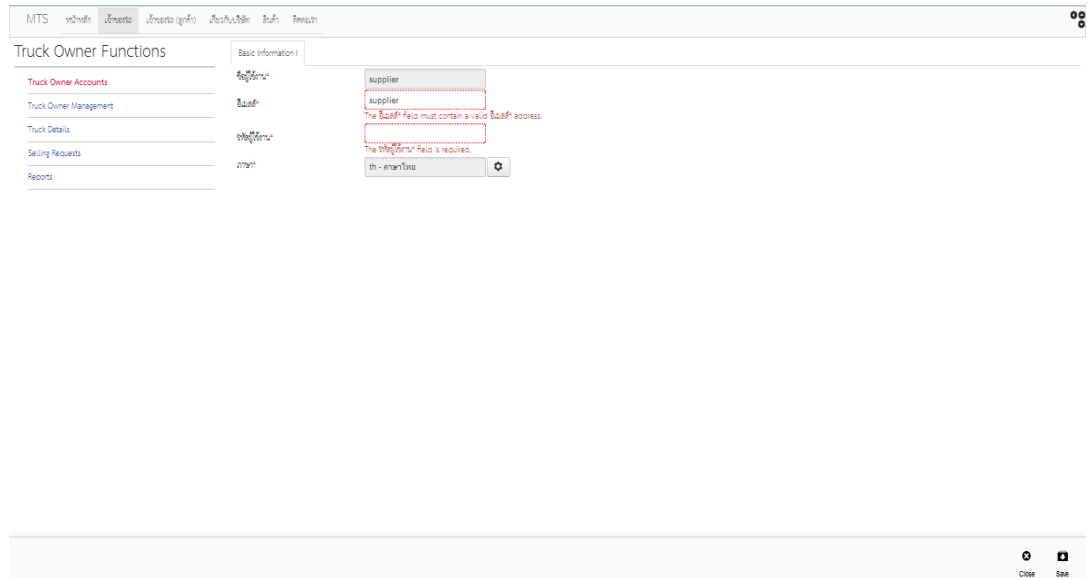 MTS หน้าหลัก เจ้าของรถ เจ้าของรถ (ลูกค้า) เกี่ยวกับบริษัท สินค้า ติดต่อเรา
Truck Owner Functions
Truck Owner Accounts
Truck Owner Management
Truck Details
Selling Requests
Reports
Basic Information I
ชื่อผู้ใช้งาน* supplier
อีเมลล์* supplier
The อีเมลล์* field must contain a valid อีเมลล์* address.
รหัสผู้ใช้งาน*
The รหัสผู้ใช้งาน* field is required.
ภาษา* th - ภาษาไทย
Close Save